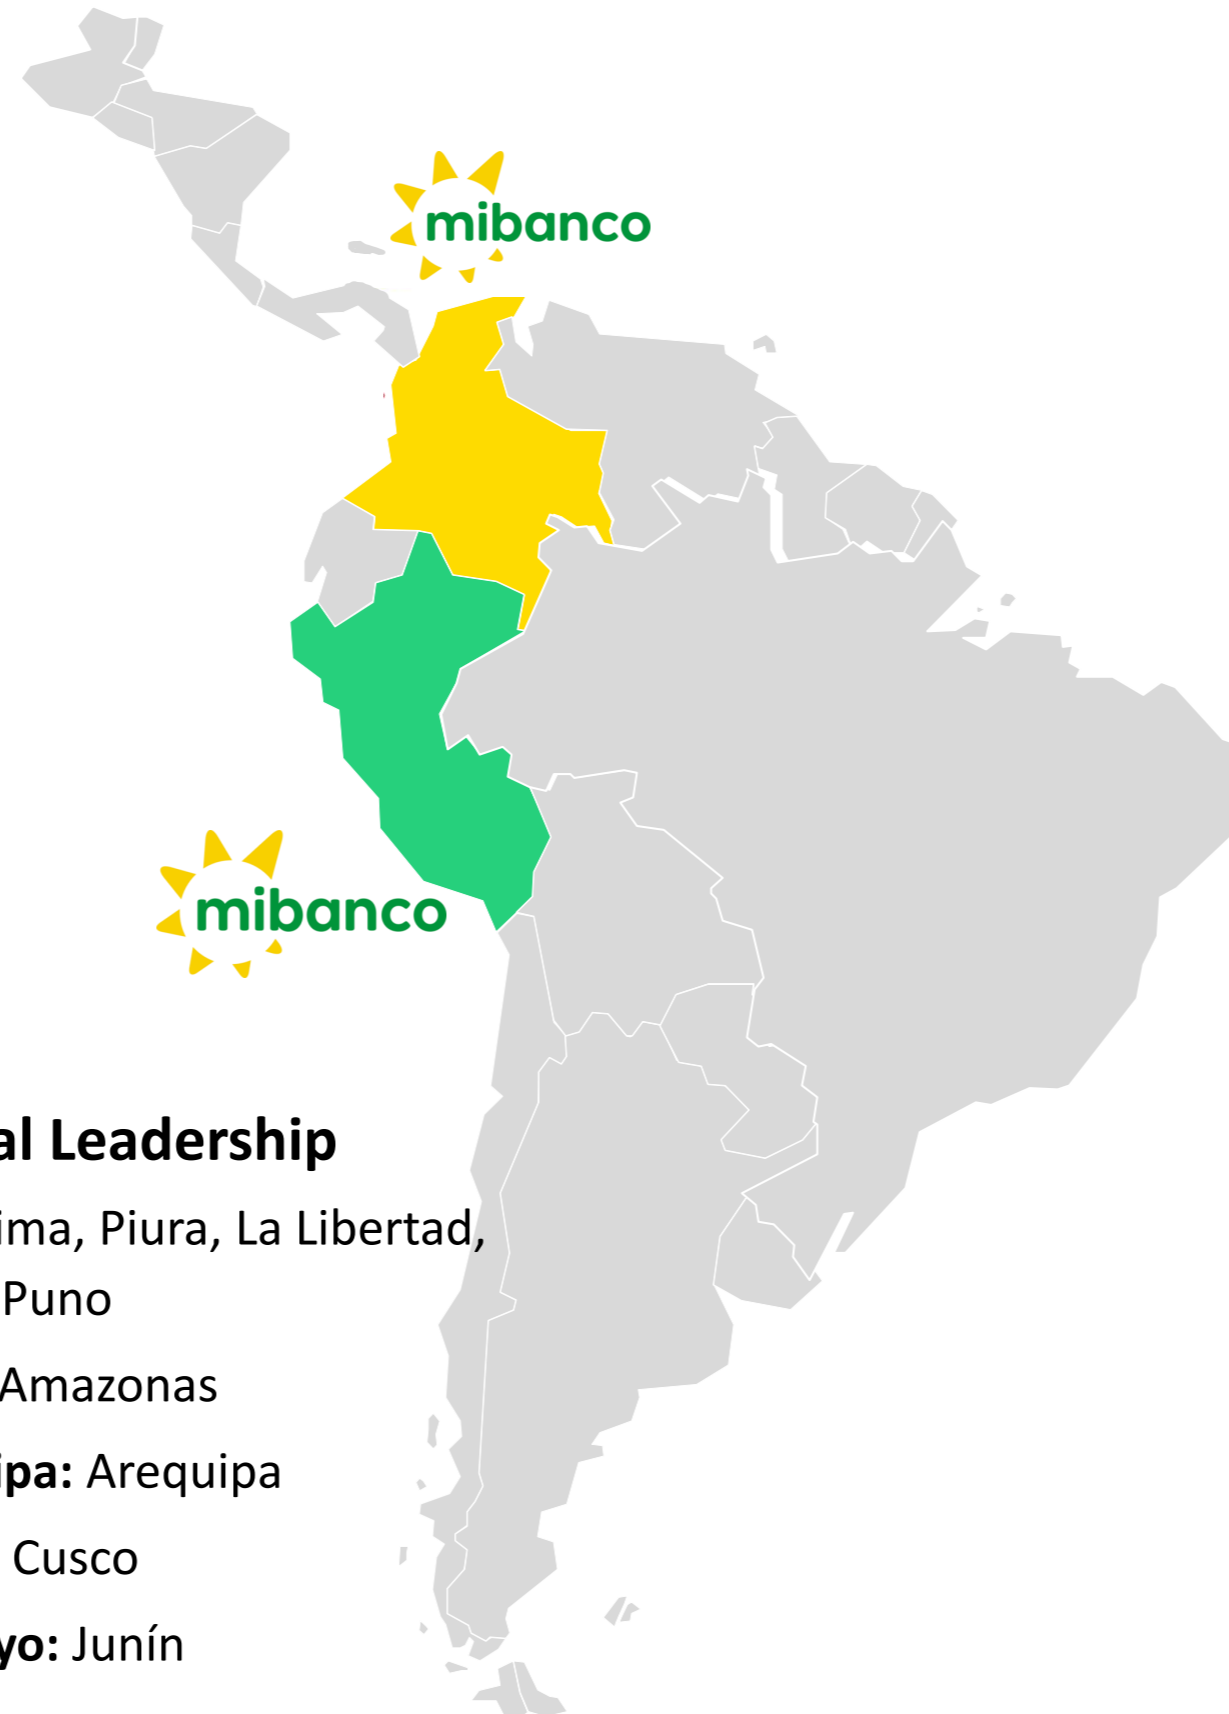 mibanco
mibanco
al Leadership
ima, Piura, La Libertad,
Puno
Amazonas
ipa: Arequipa
Cusco
yo: Junín